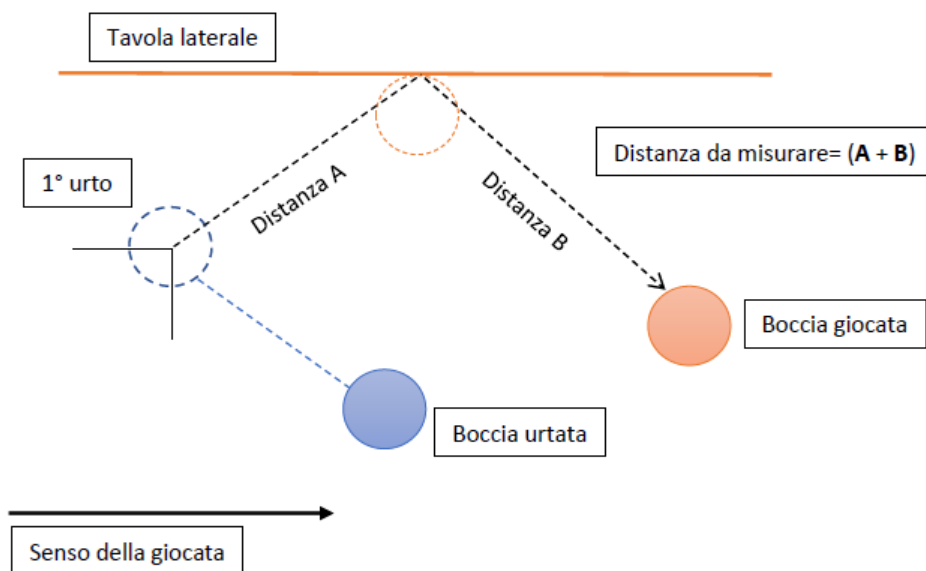 Tavola laterale
1° urto
Distanza A
Distanza B
Distanza da misurare= (A + B)
Boccia giocata
Boccia urtata
Senso della giocata